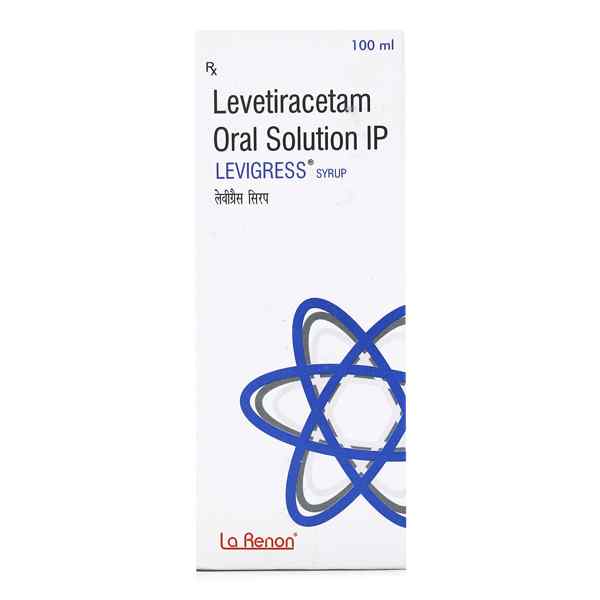 100 ml
Rx
Levetiracetam
Oral Solution IP
LEVIGRESS® SYRUP
लेवीग्रैस सिरप
La Renon®